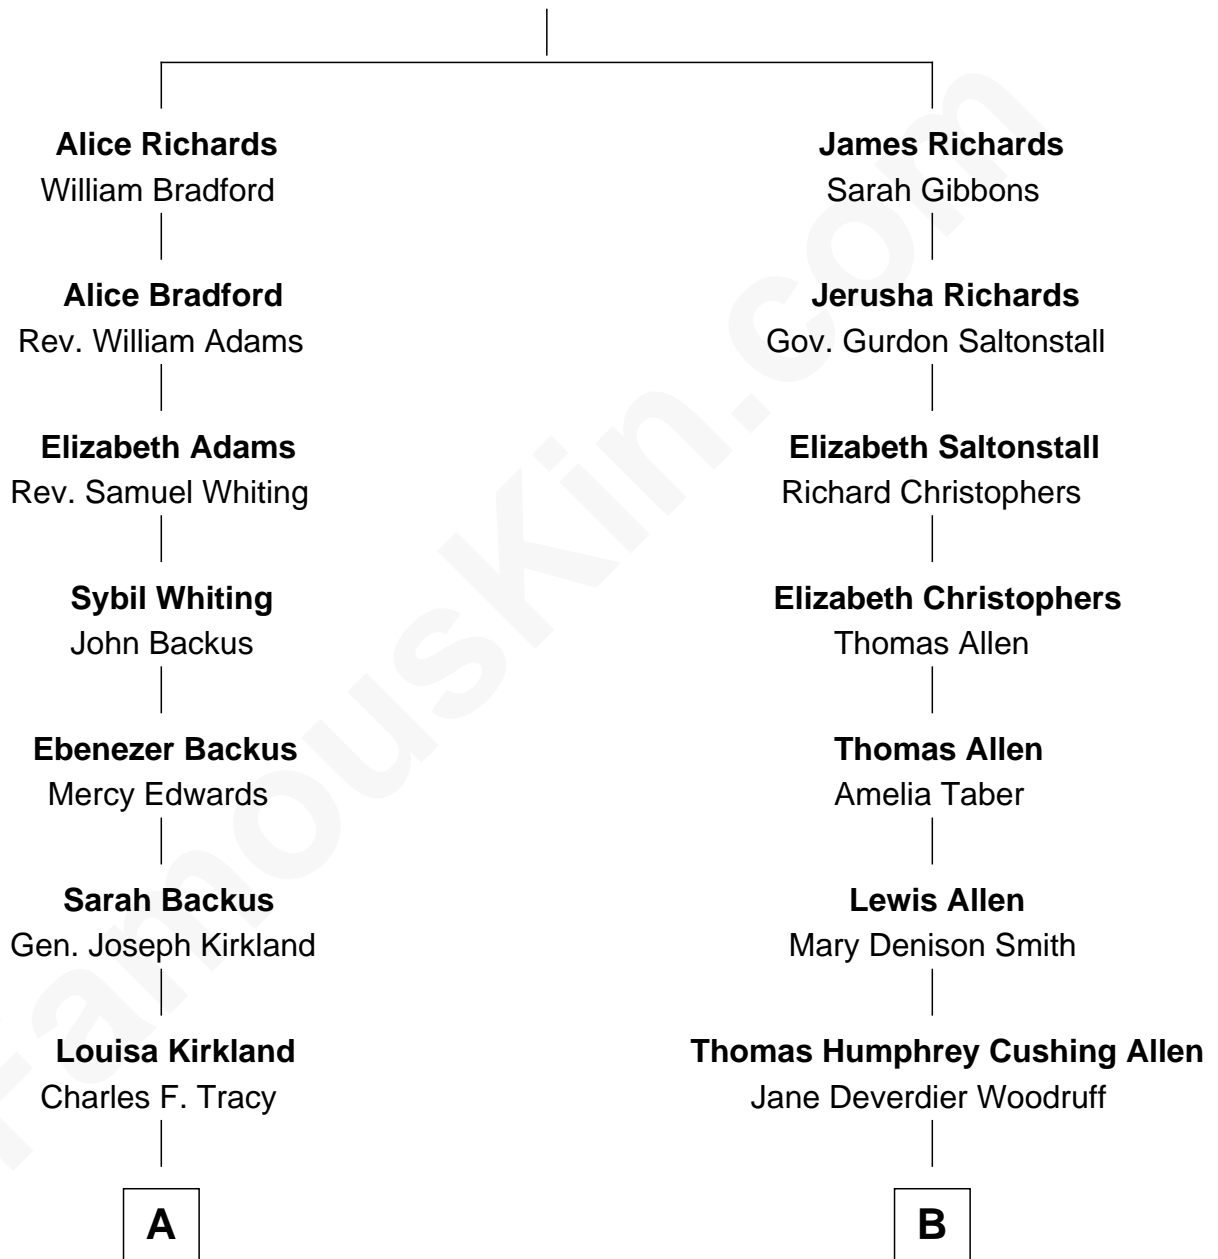 Alice Richards
William Bradford
Alice Bradford
Rev. William Adams
Elizabeth Adams
Rev. Samuel Whiting
Sybil Whiting
John Backus
Ebenezer Backus
Mercy Edwards
Sarah Backus
Gen. Joseph Kirkland
Louisa Kirkland
Charles F. Tracy
A
James Richards
Sarah Gibbons
Jerusha Richards
Gov. Gurdon Saltonstall
Elizabeth Saltonstall
Richard Christophers
Elizabeth Christophers
Thomas Allen
Thomas Allen
Amelia Taber
Lewis Allen
Mary Denison Smith
Thomas Humphrey Cushing Allen
Jane Deverdier Woodruff
B
FamousKin.com